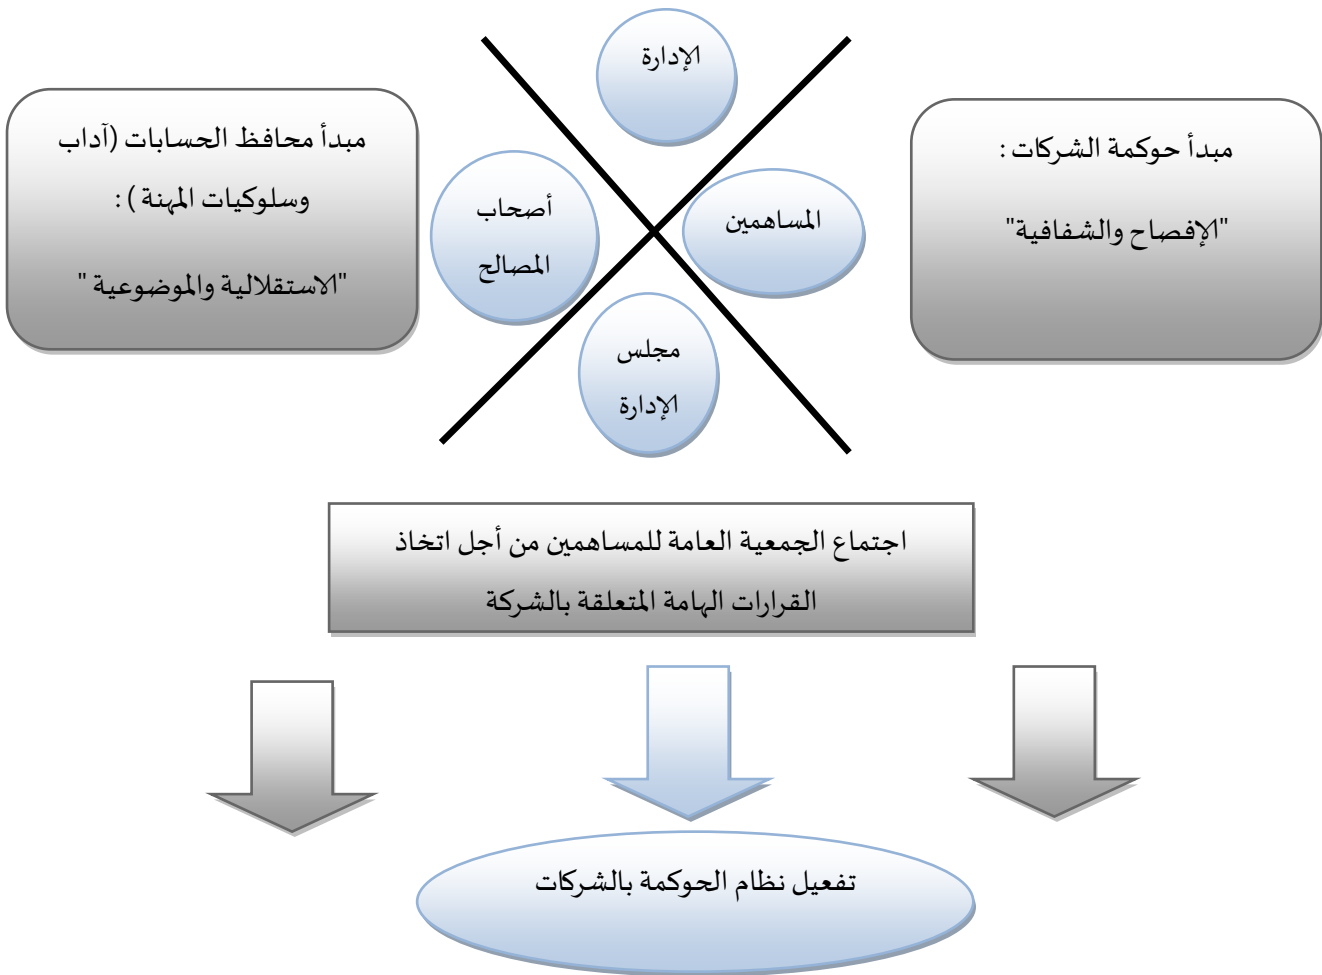 الإدارة
مبدأ حوكمة الشركات :
"الإفصاح والشفافية"
المساهمين
أصحاب
المصالح
مبدأ محافظ الحسابات (آداب
وسلوكيات المهنة ) :
"الاستقلالية والموضوعية "
مجلس
الإدارة
اجتماع الجمعية العامة للمساهمين من أجل اتخاذ
القرارات الهامة المتعلقة بالشركة
تفعيل نظام الحوكمة بالشركات